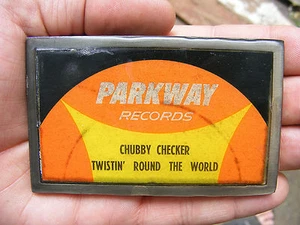 PARKWAY
RECORDS
CHUBBY CHECKER
TWISTIN' ROUND THE WORLD